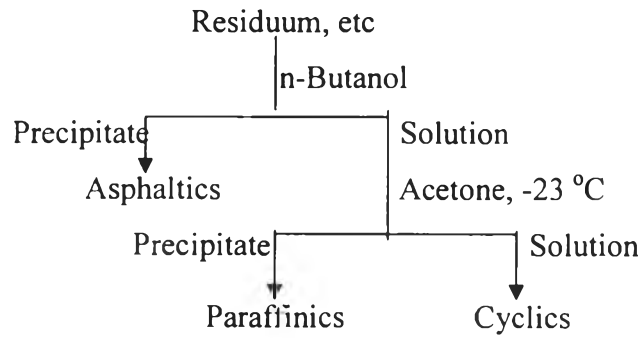 Residuum, etc
n-Butanol
Precipitate
Solution
Asphaltics
Acetone, -23 °C
Precipitate
Solution
Paraffinics
Cyclics